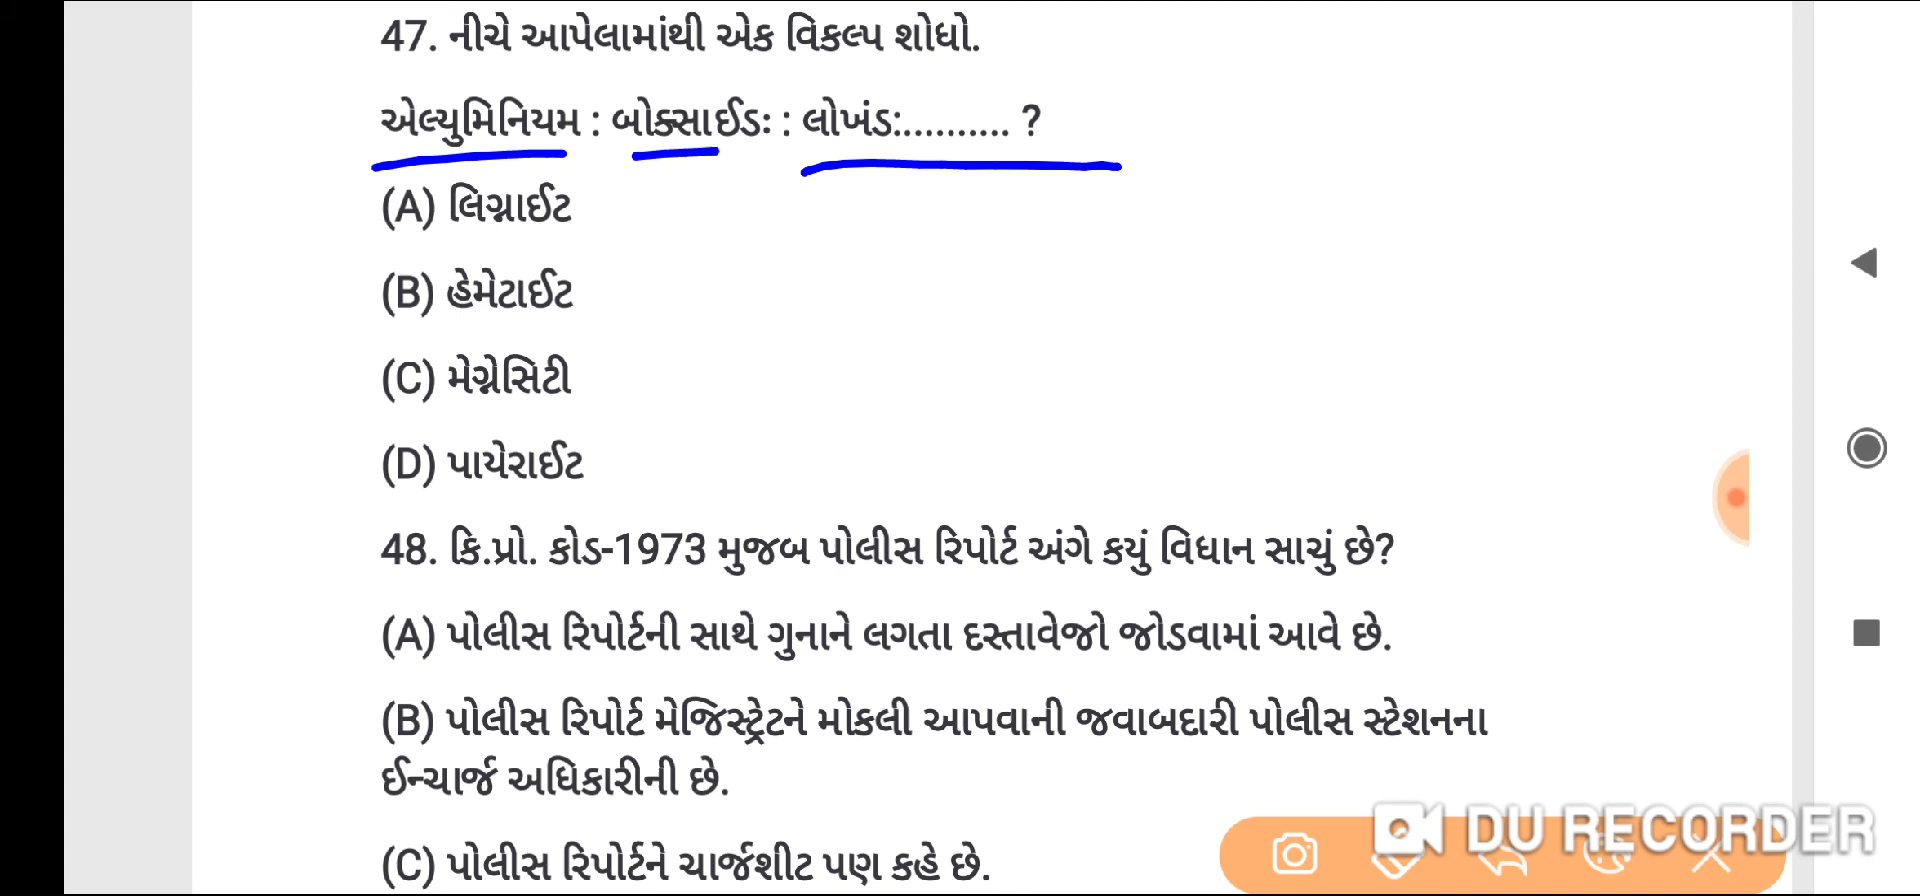 47. નીચે આપેલામાંથી એક વિકલ્પ શોધો.
એલ્યુમિનિયમ : બોક્સાઈડઃ : લોખંડ:.......... ?
(A) લિગ્નાઈટ
(B) હેમેટાઈટ
(C) મેગ્નેસિટી
(D) પાયેરાઈટ
48. ક્રિ.પ્રો. કોડ-1973 મુજબ પોલીસ રિપોર્ટ અંગે કયું વિધાન સાચું છે?
(A) પોલીસ રિપોર્ટની સાથે ગુનાને લગતા દસ્તાવેજો જોડવામાં આવે છે.
(B) પોલીસ રિપોર્ટ મેજિસ્ટ્રેટને મોકલી આપવાની જવાબદારી પોલીસ સ્ટેશનના
ઈન્ચાર્જ અધિકારીની છે.
(C) પોલીસ રિપોર્ટને ચાર્જશીટ પણ કહે છે.
DU RECORDER